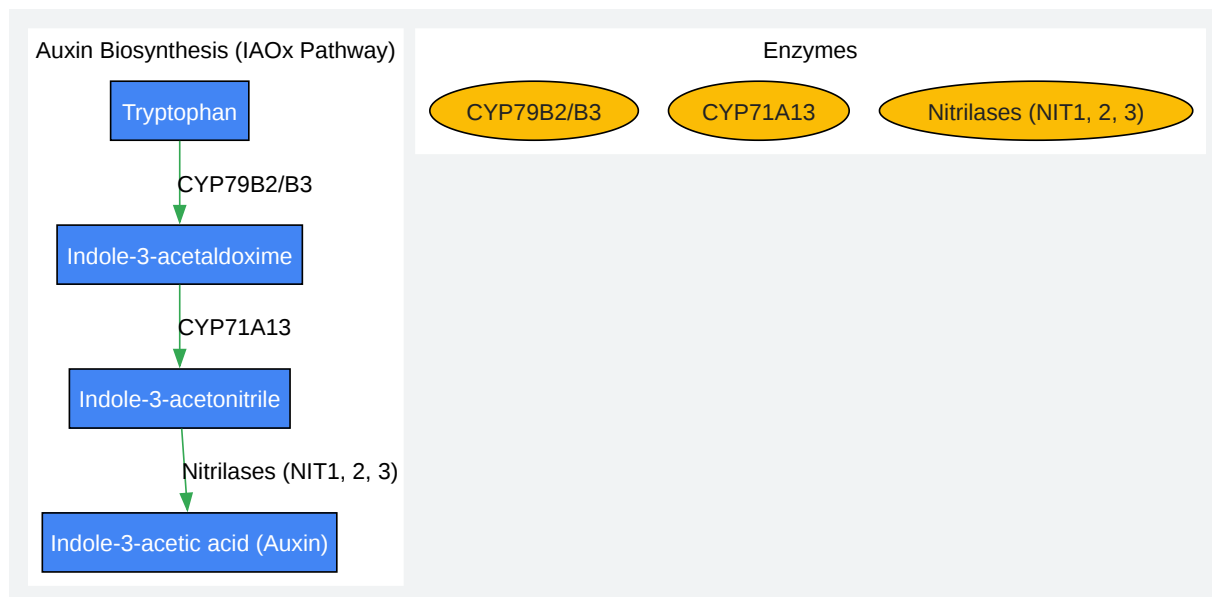 Auxin Biosynthesis (IAOx Pathway)
Tryptophan
CYP79B2/B3
Indole-3-acetaldoxime
CYP71A13
Indole-3-acetonitrile
Nitrilases (NIT1, 2, 3)
Indole-3-acetic acid (Auxin)
Enzymes
CYP79B2/B3
CYP71A13
Nitrilases (NIT1, 2, 3)